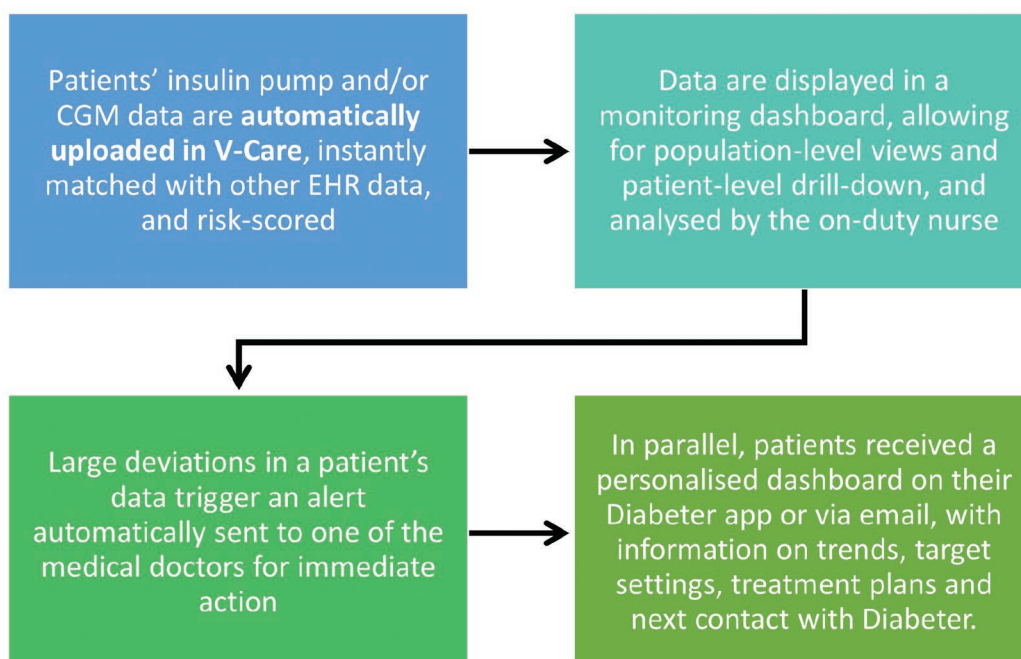 Patients’ insulin pump and/or
CGM data are automatically
uploaded in V-Care, instantly
matched with other EHR data,
and risk-scored
Data are displayed in a
monitoring dashboard, allowing
for population-level views and
patient-level drill-down, and
analysed by the on-duty nurse
Large deviations in a patient’s
data trigger an alert
automatically sent to one of the
medical doctors for immediate
action
In parallel, patients received a
personalised dashboard on their
Diabeter app or via email, with
information on trends, target
settings, treatment plans and
next contact with Diabeter.